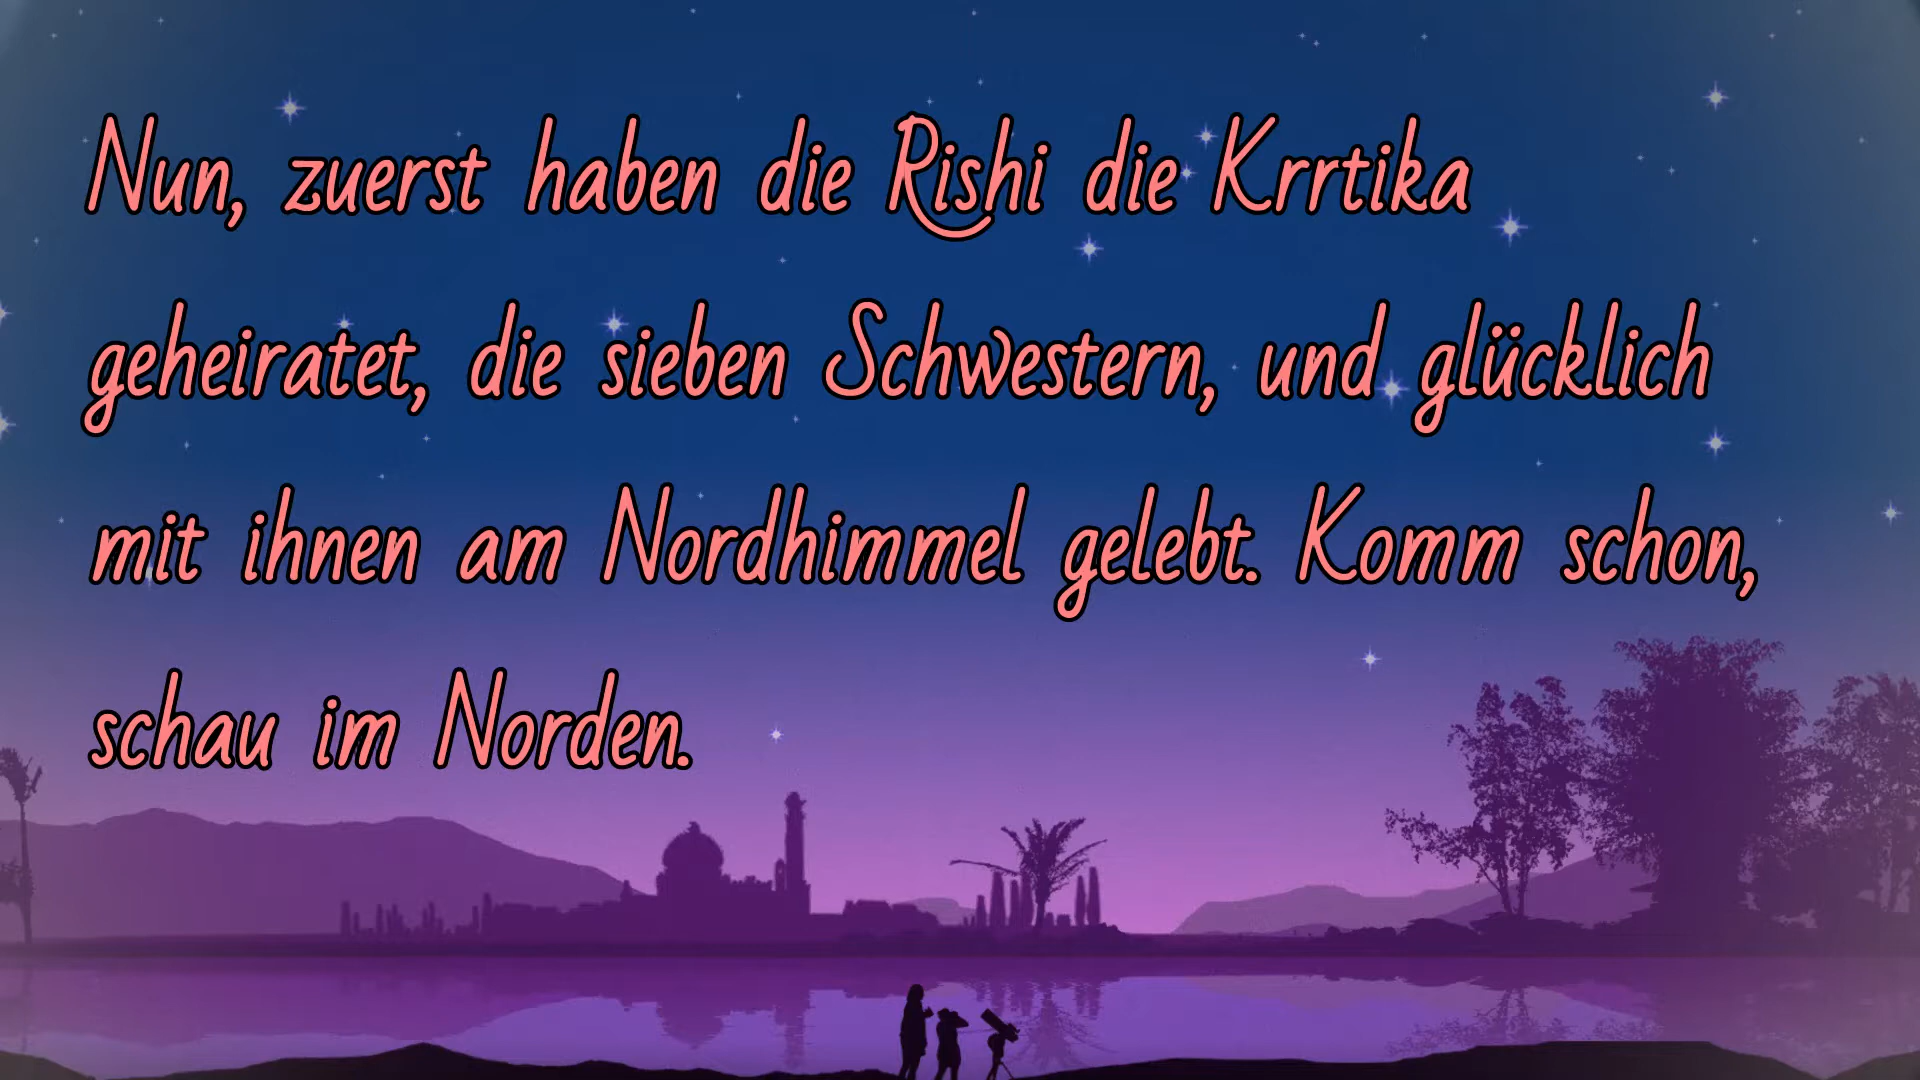 Nun, zuerst haben die Rishi die Krrtika
geheiratet, die sieben Schwestern, und glücklich
mit ihnen am Nordhimmel gelebt. Komm schon,
schau im Norden.